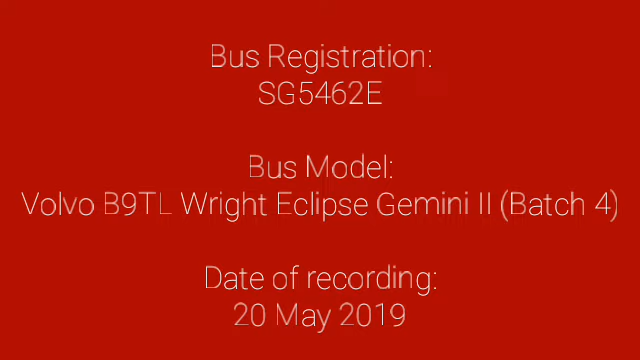 Bus Registration:
SG5462E
Bus Model:
Volvo B9TL Wright Eclipse Gemini II (Batch 4)
Date of recording:
20 May 2019